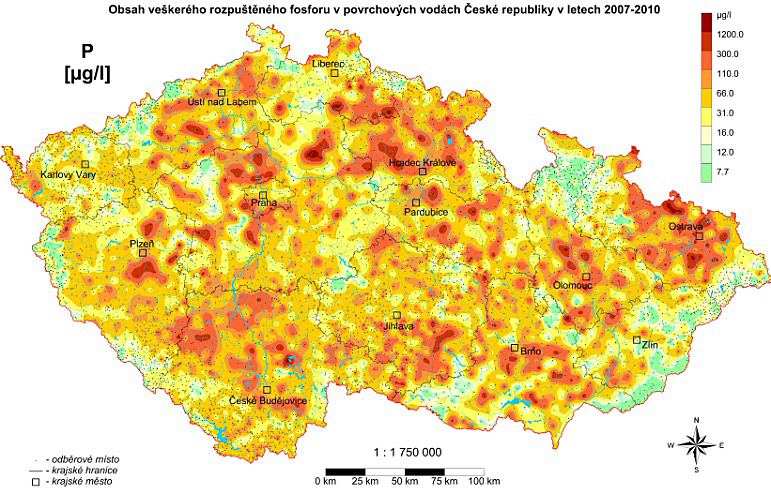 Obsah veškerého rozpuštěného fosforu v povrchových vodách České republiky v letech 2007-2010
P
[µg/l]
µg/l
1200.0
300.0
110.0
66.0
31.0
16.0
12.0
7.7
Liberec
Ústí nad Labem
Karlovy Vary
Hradec Králové
Praha
Pardubice
Plzeň
Ostrava
Olomouc
Jihlava
Brno
Zlín
České Budějovice
- odběrové místo
- krajské hranice
- krajské město
1 : 1 750 000
0 km 25 km 50 km 75 km 100 km
N
W E
S